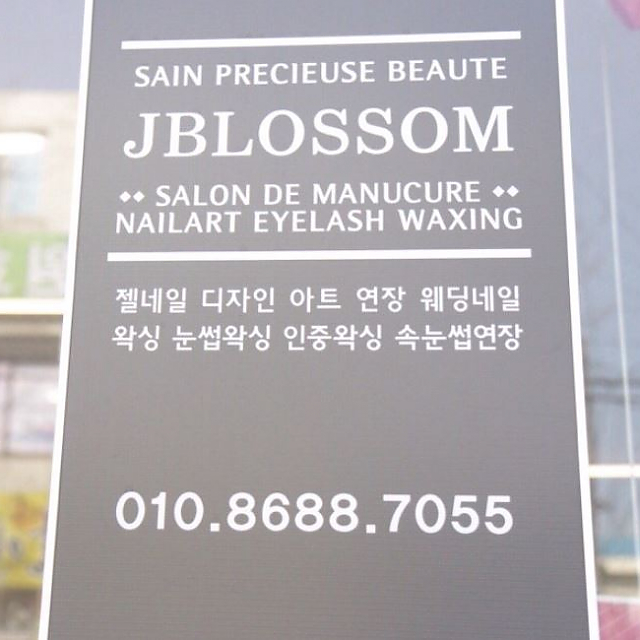 SAIN PRECIEUSE BEAUTE
JBLOSSOM
◆◆ SALON DE MANUCURE ◆◆
NAILART EYELASH WAXING
젤네일 디자인 아트 연장 웨딩네일
왁싱 눈썹왁싱 인중왁싱 속눈썹연장
010.8688.7055